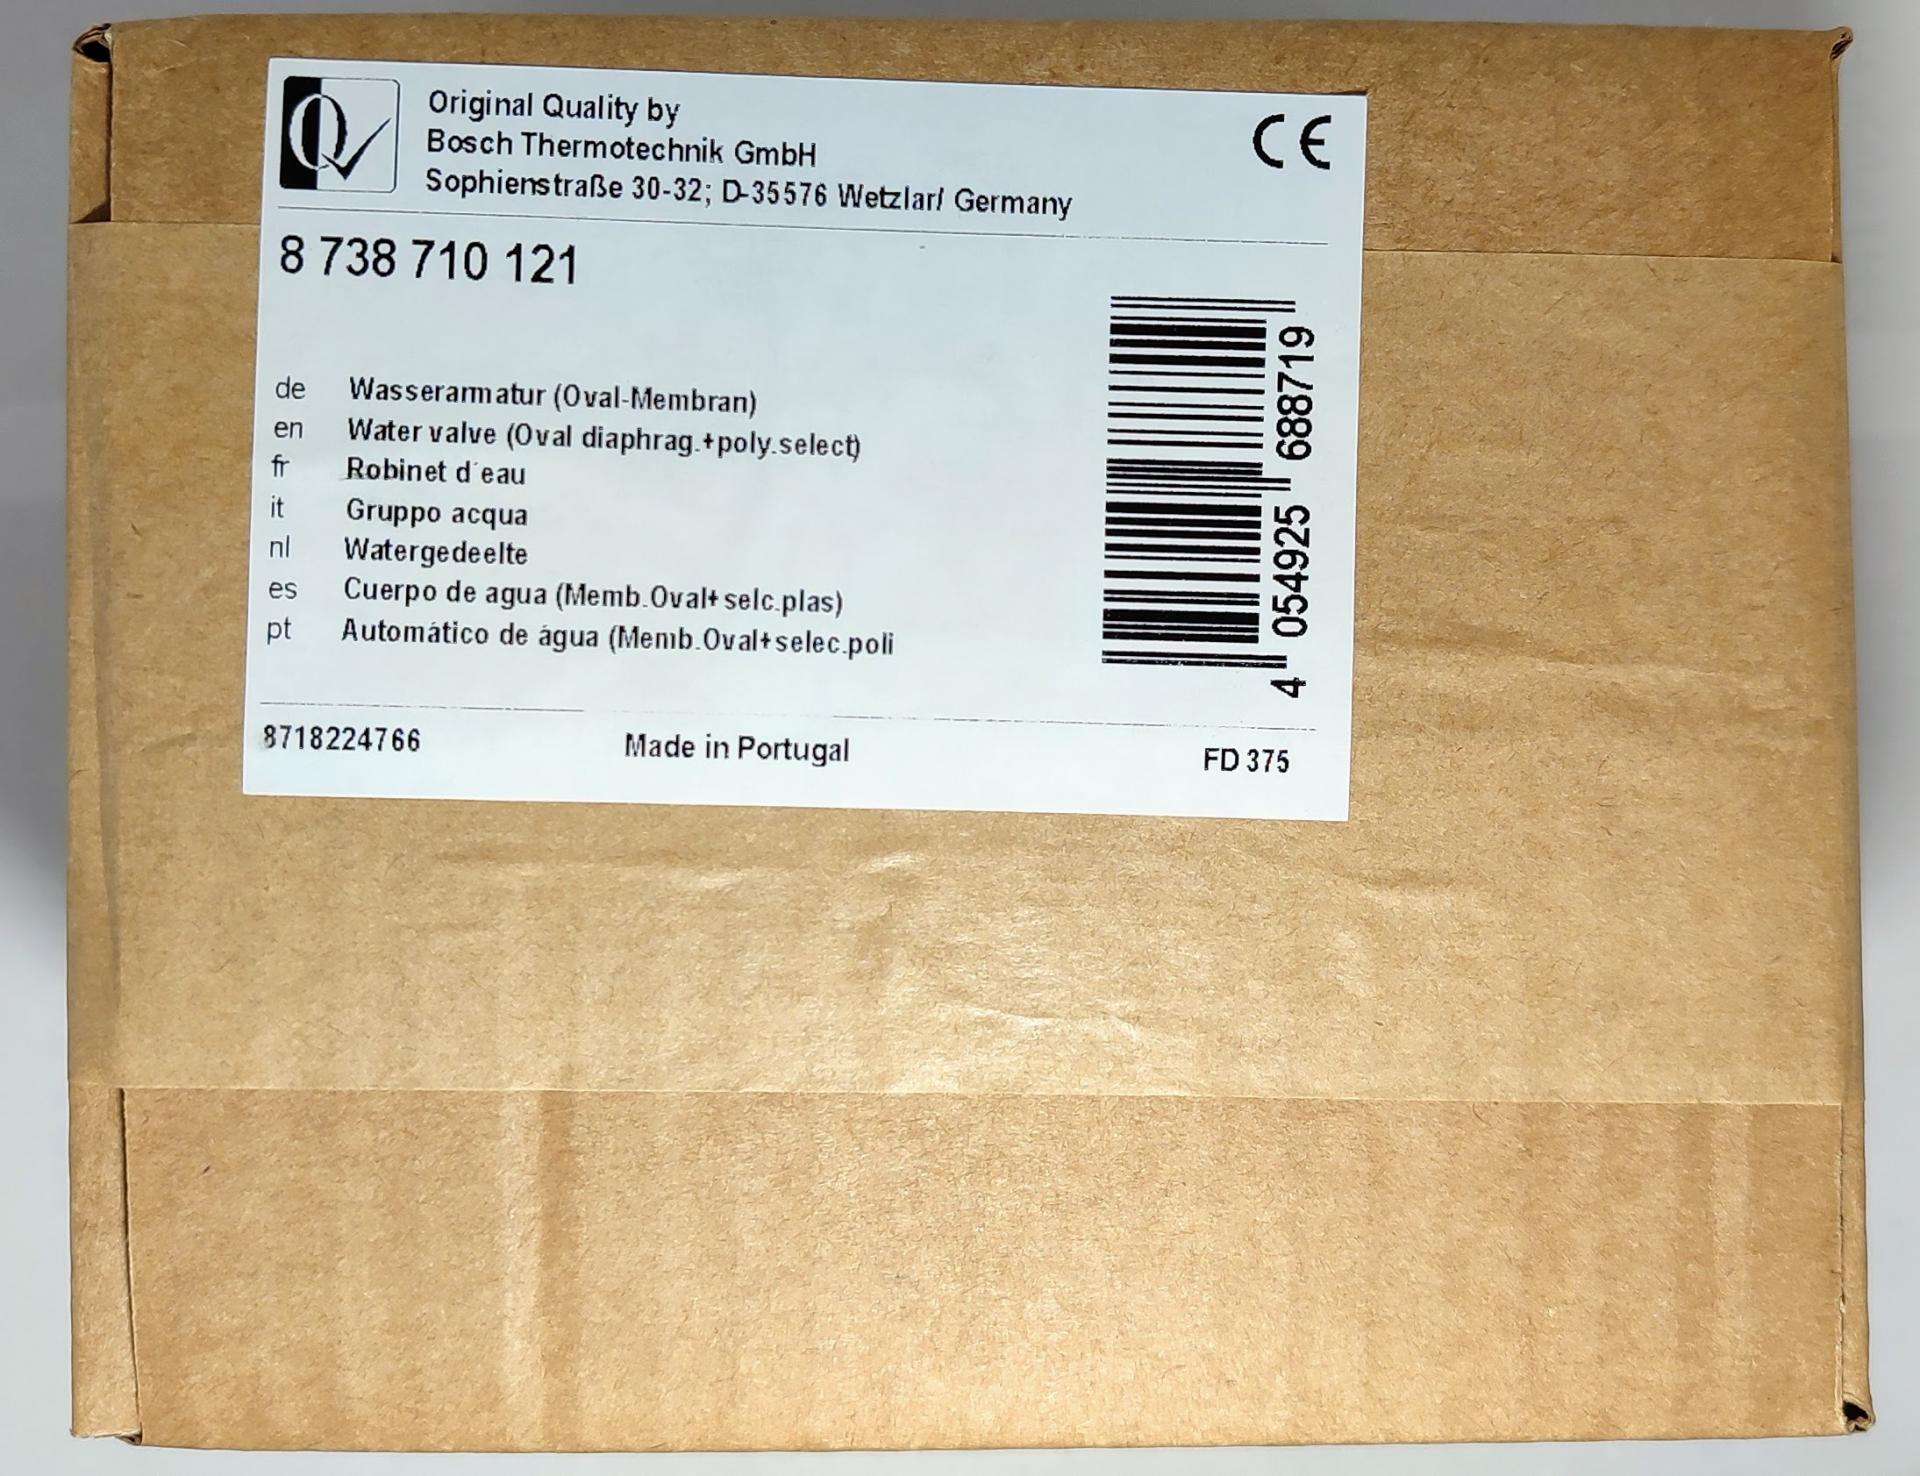 Q
Original Quality by
Bosch Thermotechnik GmbH
Sophienstraße 30-32; D-35576 Wetzlar/ Germany
CE
8 738 710 121
de Wasserarmatur (Oval-Membran)
en Water valve (Oval diaphrag.+poly.select)
fr Robinet d´eau
it Gruppo acqua
nl Watergedeelte
es Cuerpo de agua (Memb.Oval+selc.plas)
pt Automático de água (Memb.Oval+selec.poli
4 054925 688719
8718224766 Made in Portugal FD 375